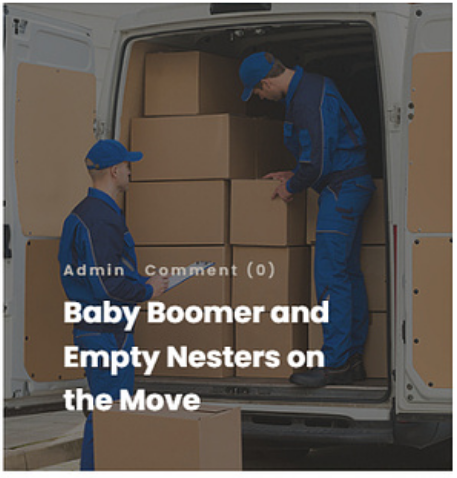 Admin Comment (0)
Baby Boomer and
Empty Nesters on
the Move